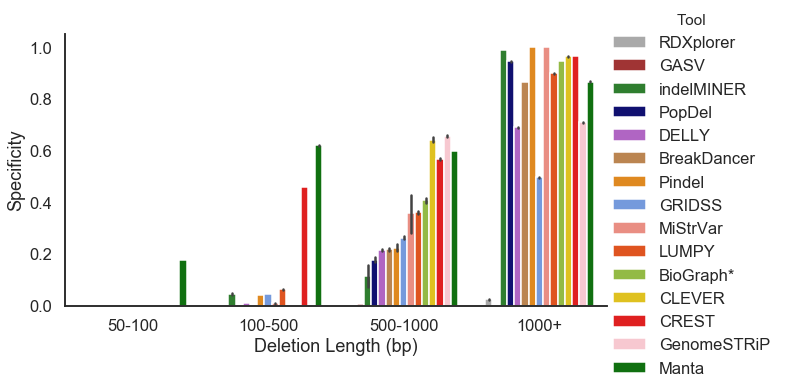 Tool
RDXplorer
GASV
indelMINER
PopDel
DELLY
BreakDancer
Pindel
GRIDSS
MiStrVar
LUMPY
BioGraph*
CLEVER
CREST
GenomeSTRiP
Manta
Specificity
1.0
0.8
0.6
0.4
0.2
0.0
50-100 100-500 500-1000 1000+
Deletion Length (bp)